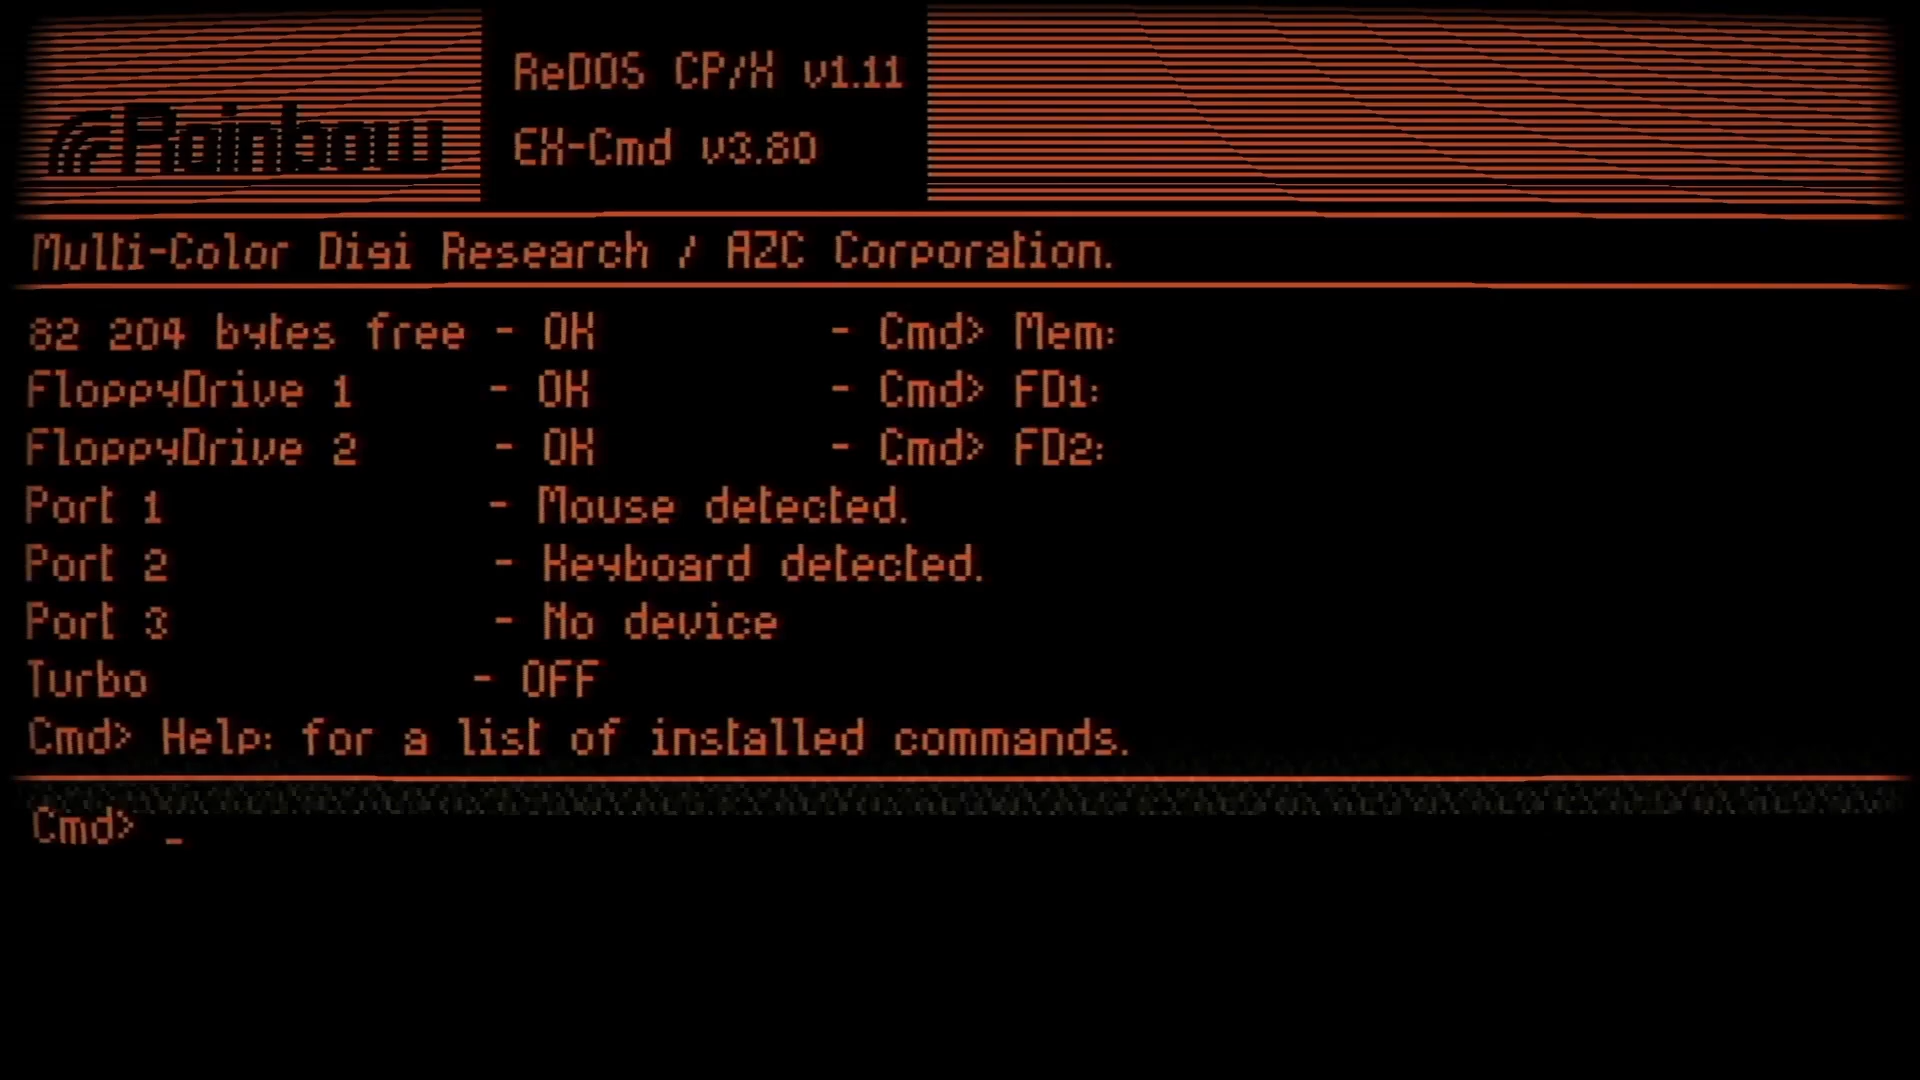 Rainbow
ReDOS CP/X v1.11
EX-Cmd v3.80
Multi-Color Digi Research / AZC Corporation.
82 204 bytes free - OK - Cmd> Mem:
FloppyDrive 1 - OK - Cmd> FD1:
FloppyDrive 2 - OK - Cmd> FD2:
Port 1 - Mouse detected.
Port 2 - Keyboard detected.
Port 3 - No device
Turbo - OFF
Cmd> Help: for a list of installed commands.
Cmd> _